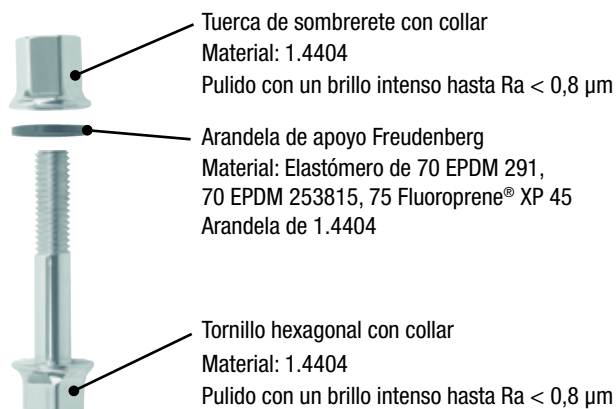 Tuerca de sombrerete con collar
Material: 1.4404
Pulido con un brillo intenso hasta Ra < 0,8 µm
Arandela de apoyo Freudenberg
Material: Elastómero de 70 EPDM 291,
70 EPDM 253815, 75 Fluoroprene® XP 45
Arandela de 1.4404
Tornillo hexagonal con collar
Material: 1.4404
Pulido con un brillo intenso hasta Ra < 0,8 µm